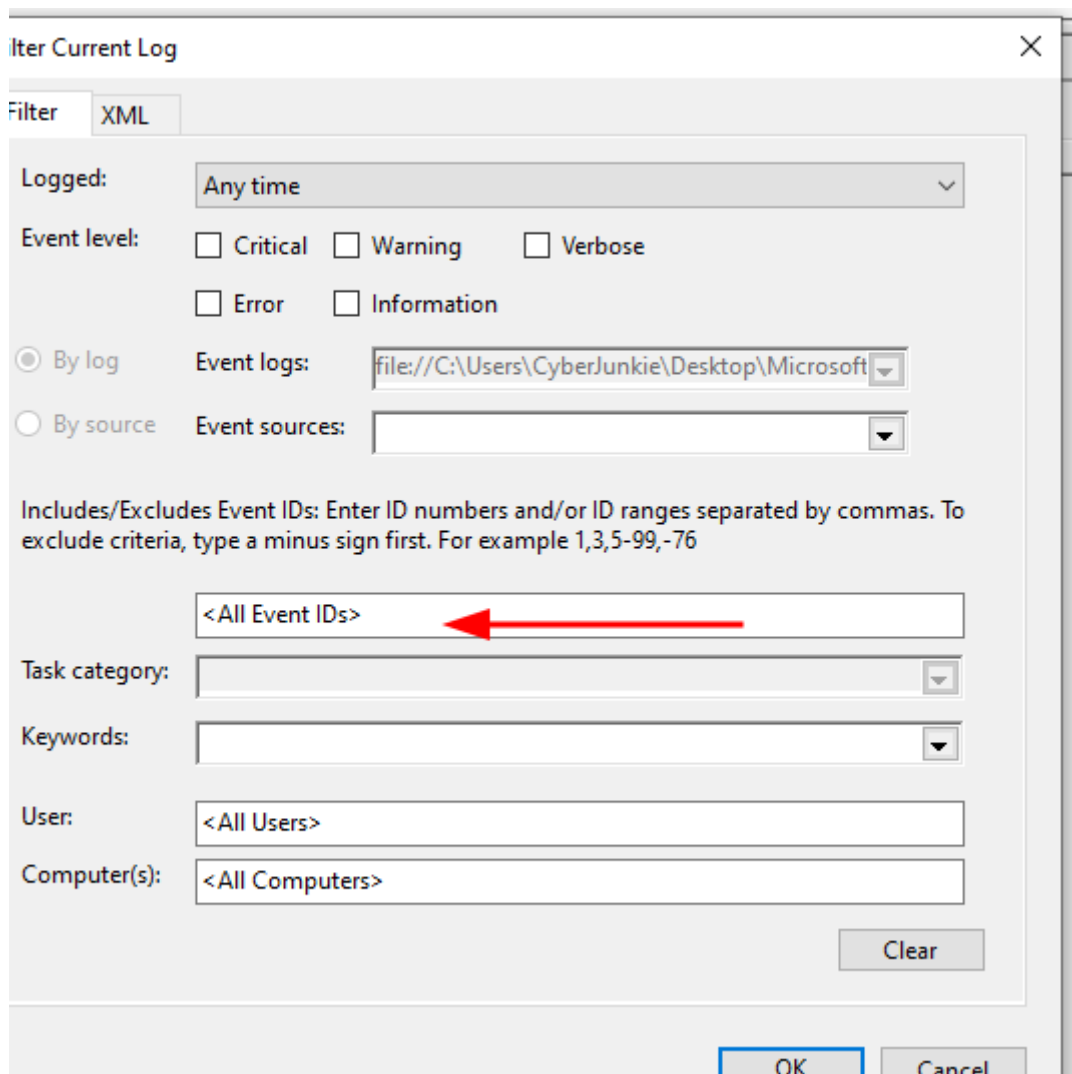 ilter Current Log
Filter XML
Logged: Any time
Event level: Critical Warning Verbose
Error Information
By log Event logs: file://C:\Users\CyberJunkie\Desktop\Microsoft
By source Event sources:
Includes/Excludes Event IDs: Enter ID numbers and/or ID ranges separated by commas. To
exclude criteria, type a minus sign first. For example 1,3,5-99,-76
<All Event IDs>
Task category:
Keywords:
User: <All Users>
Computer(s): <All Computers>
Clear
OK Cancel